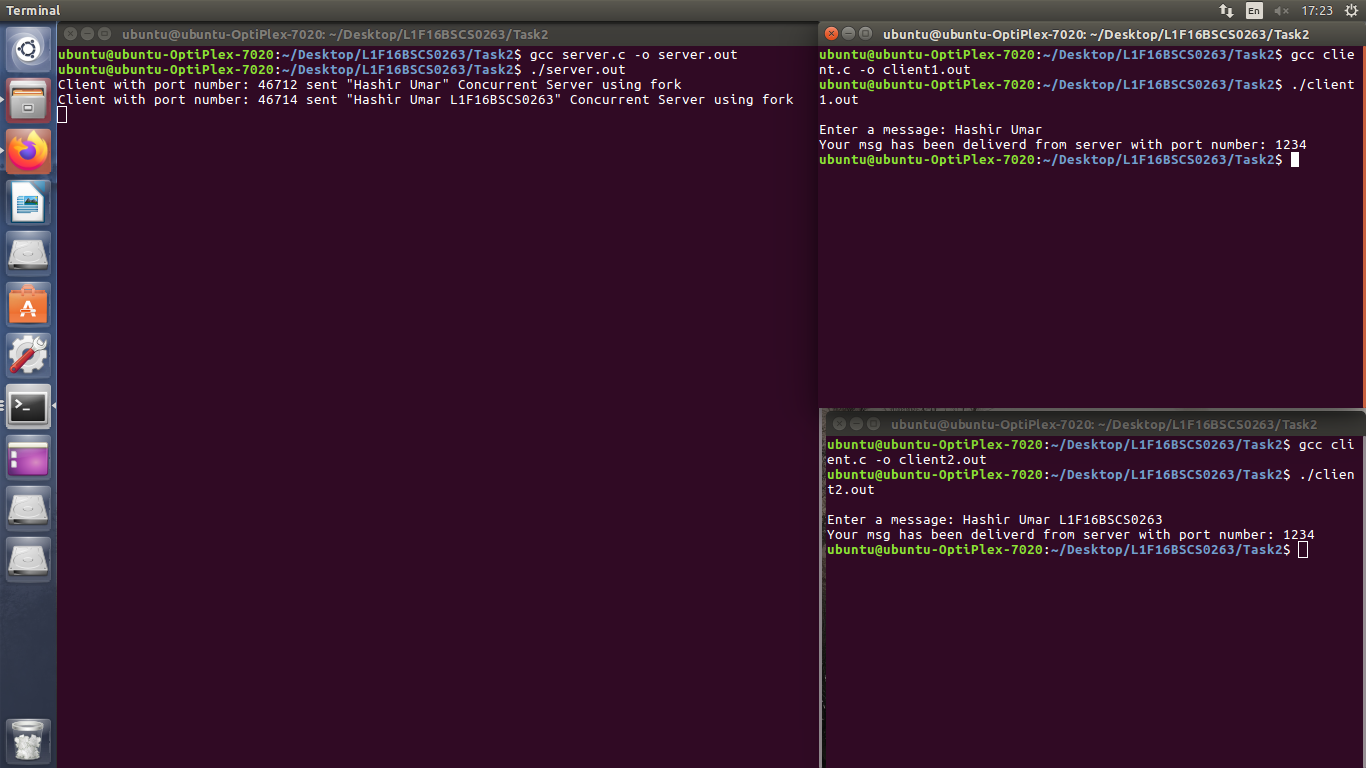 Terminal
En
17:23
ubuntu@ubuntu-OptiPlex-7020: ~/Desktop/L1F16BSCS0263/Task2
ubuntu@ubuntu-OptiPlex-7020:~/Desktop/L1F16BSCS0263/Task2$ gcc server.c -o server.out
ubuntu@ubuntu-OptiPlex-7020:~/Desktop/L1F16BSCS0263/Task2$ ./server.out
Client with port number: 46712 sent "Hashir Umar" Concurrent Server using fork
Client with port number: 46714 sent "Hashir Umar L1F16BSCS0263" Concurrent Server using fork
ubuntu@ubuntu-OptiPlex-7020: ~/Desktop/L1F16BSCS0263/Task2
ubuntu@ubuntu-OptiPlex-7020:~/Desktop/L1F16BSCS0263/Task2$ gcc clie
nt.c -o client1.out
ubuntu@ubuntu-OptiPlex-7020:~/Desktop/L1F16BSCS0263/Task2$ ./client
1.out
Enter a message: Hashir Umar
Your msg has been deliverd from server with port number: 1234
ubuntu@ubuntu-OptiPlex-7020:~/Desktop/L1F16BSCS0263/Task2$
ubuntu@ubuntu-OptiPlex-7020: ~/Desktop/L1F16BSCS0263/Task2
ubuntu@ubuntu-OptiPlex-7020:~/Desktop/L1F16BSCS0263/Task2$ gcc cli
ent.c -o client2.out
ubuntu@ubuntu-OptiPlex-7020:~/Desktop/L1F16BSCS0263/Task2$ ./clien
t2.out
Enter a message: Hashir Umar L1F16BSCS0263
Your msg has been deliverd from server with port number: 1234
ubuntu@ubuntu-OptiPlex-7020:~/Desktop/L1F16BSCS0263/Task2$